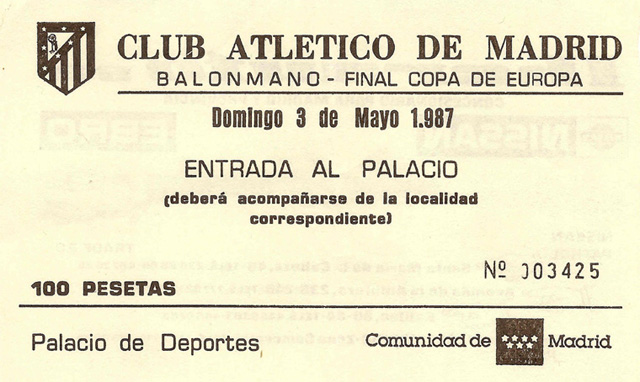 CLUB ATLETICO DE MADRID
BALONMANO - FINAL COPA DE EUROPA
Domingo 3 de Mayo 1.987
ENTRADA AL PALACIO
(deberá acompañarse de la localidad
correspondiente)
Nº 003425
100 PESETAS
Palacio de Deportes
Comunidad de Madrid